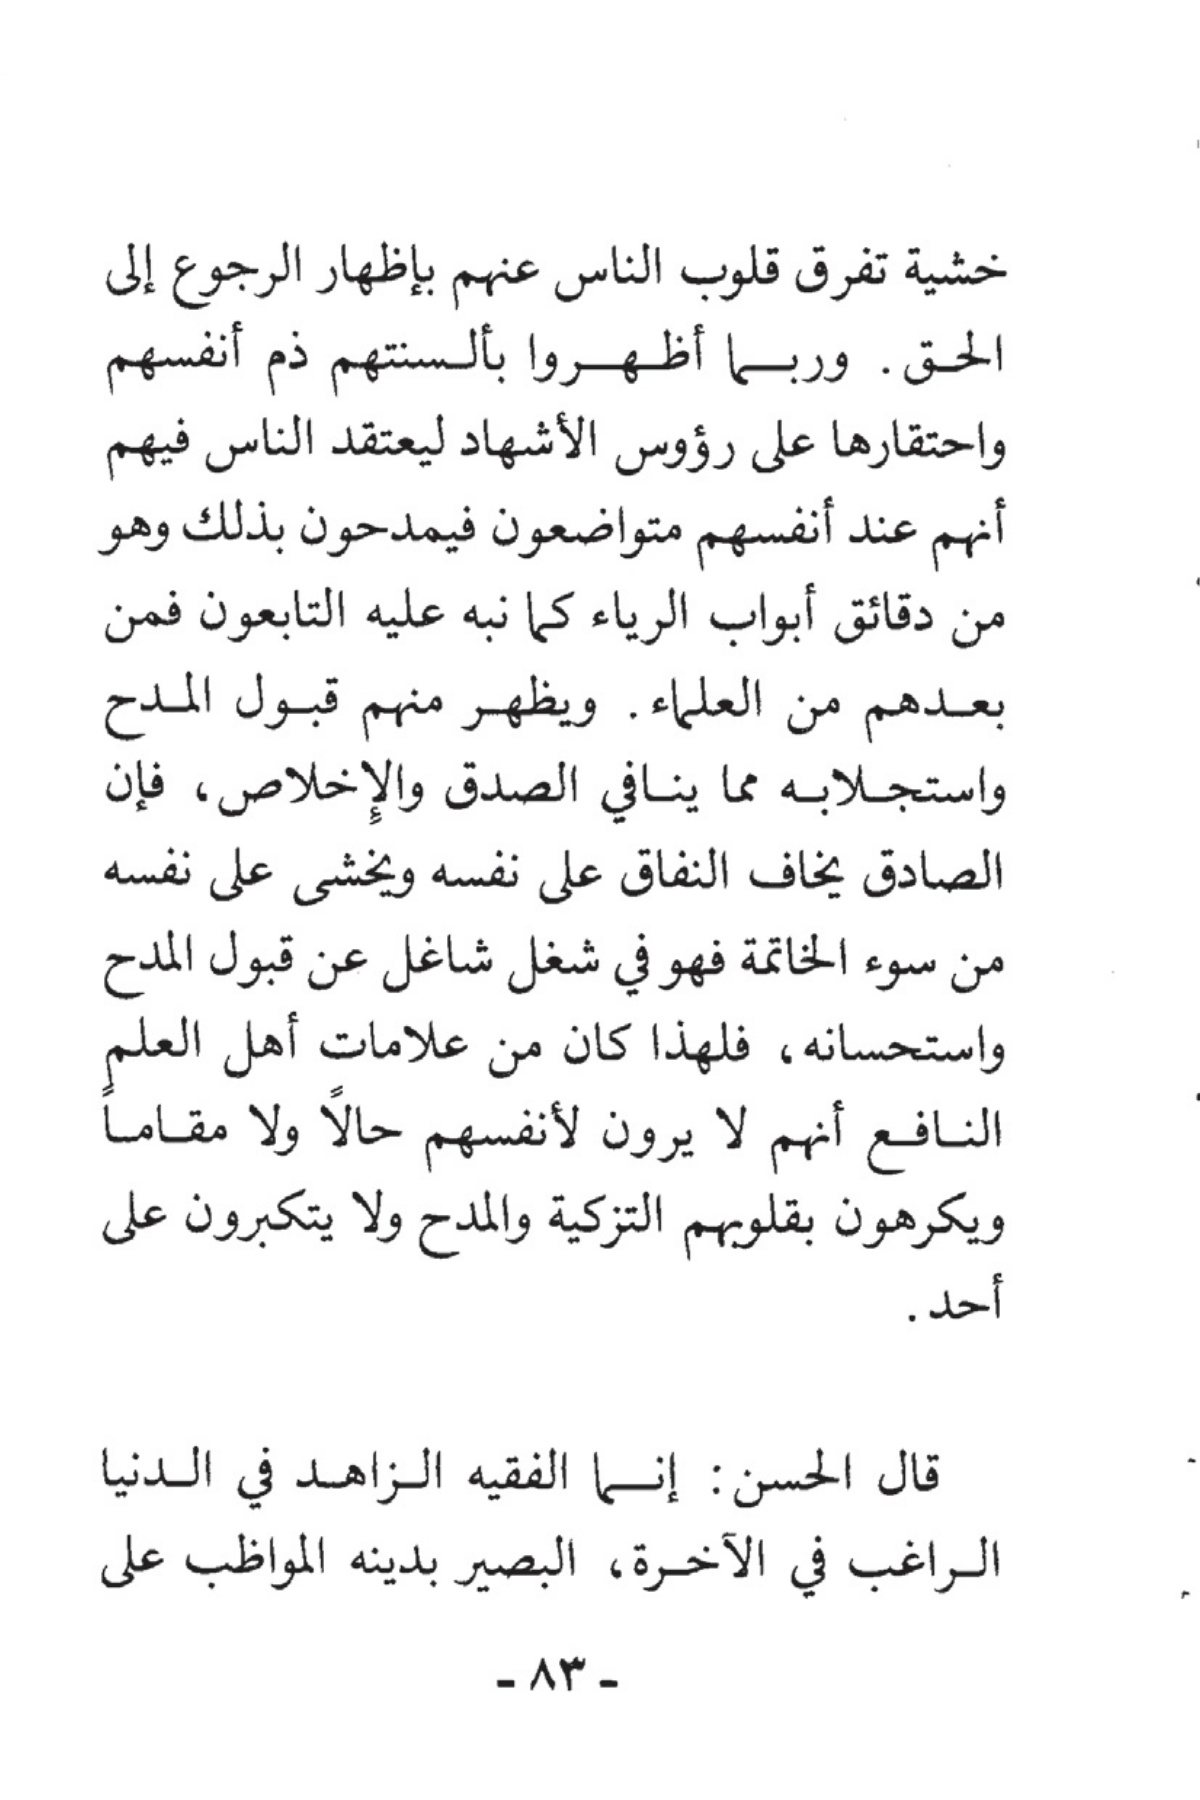 خشية تفرق قلوب الناس عنهم بإظهار الرجوع إلى
الحق . وربما أظهروا بألسنتهم ذم أنفسهم
واحتقارها على رؤوس الأشهاد ليعتقد الناس فيهم
أنهم عند أنفسهم متواضعون فيمدحون بذلك وهو
من دقائق أبواب الرياء كما نبه عليه التابعون فمن
بعدهم من العلماء . ويظهر منهم قبول المدح
واستجلابه مما ينافي الصدق والإِخلاص، فإن
الصادق يخاف النفاق على نفسه ويخشى على نفسه
من سوء الخاتمة فهو في شغل شاغل عن قبول المدح
واستحسانه، فلهذا كان من علامات أهل العلم
النافع أنهم لا يرون لأنفسهم حالاً ولا مقاماً
ويكرهون بقلوبهم التزكية والمدح ولا يتكبرون على
أحد .
قال الحسن: إنما الفقيه الزاهد في الدنيا
الراغب في الآخرة، البصير بدينه المواظب على
- ٨٣ -